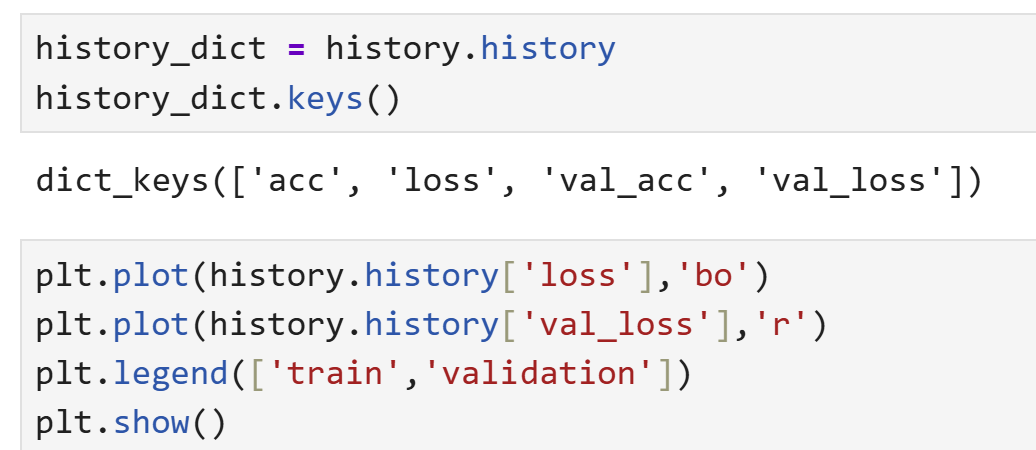 history_dict = history.history
history_dict.keys()
dict_keys(['acc', 'loss', 'val_acc', 'val_loss'])
plt.plot(history.history['loss'],'bo')
plt.plot(history.history['val_loss'],'r')
plt.legend(['train','validation'])
plt.show()